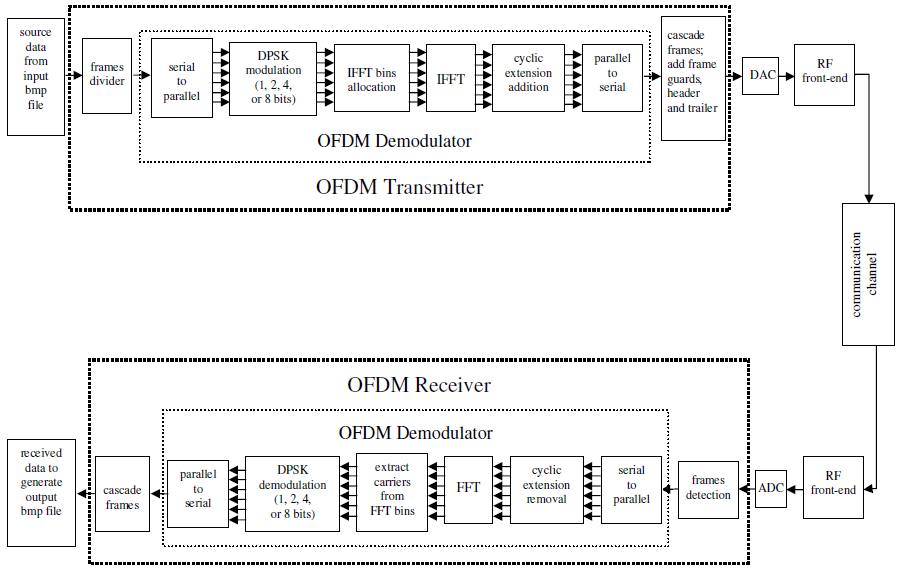 source
data
from
input
bmp
file
frames
divider
serial
to
parallel
DPSK
modulation
(1, 2, 4,
or 8 bits)
IFFT bins
allocation
IFFT
cyclic
extension
addition
parallel
to
serial
cascade
frames;
add frame
guards,
header
and trailer
DAC
RF
front-end
OFDM Demodulator
OFDM Transmitter
communication
channel
OFDM Receiver
OFDM Demodulator
received
data to
generate
output
bmp file
cascade
frames
parallel
to
serial
DPSK
demodulation
(1, 2, 4,
or 8 bits)
extract
carriers
from
FFT bins
FFT
cyclic
extension
removal
serial
to
parallel
frames
detection
ADC
RF
front-end